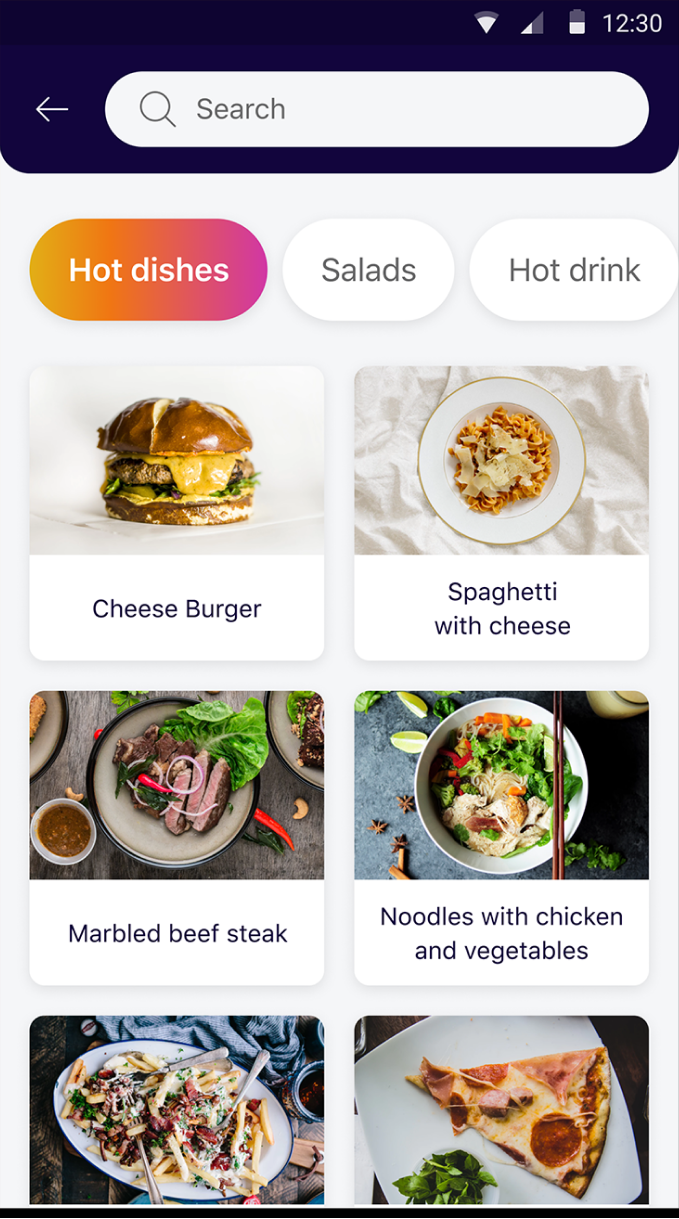 12:30
Search
Hot dishes
Salads
Hot drink
Cheese Burger
Spaghetti
with cheese
Marbled beef steak
Noodles with chicken
and vegetables